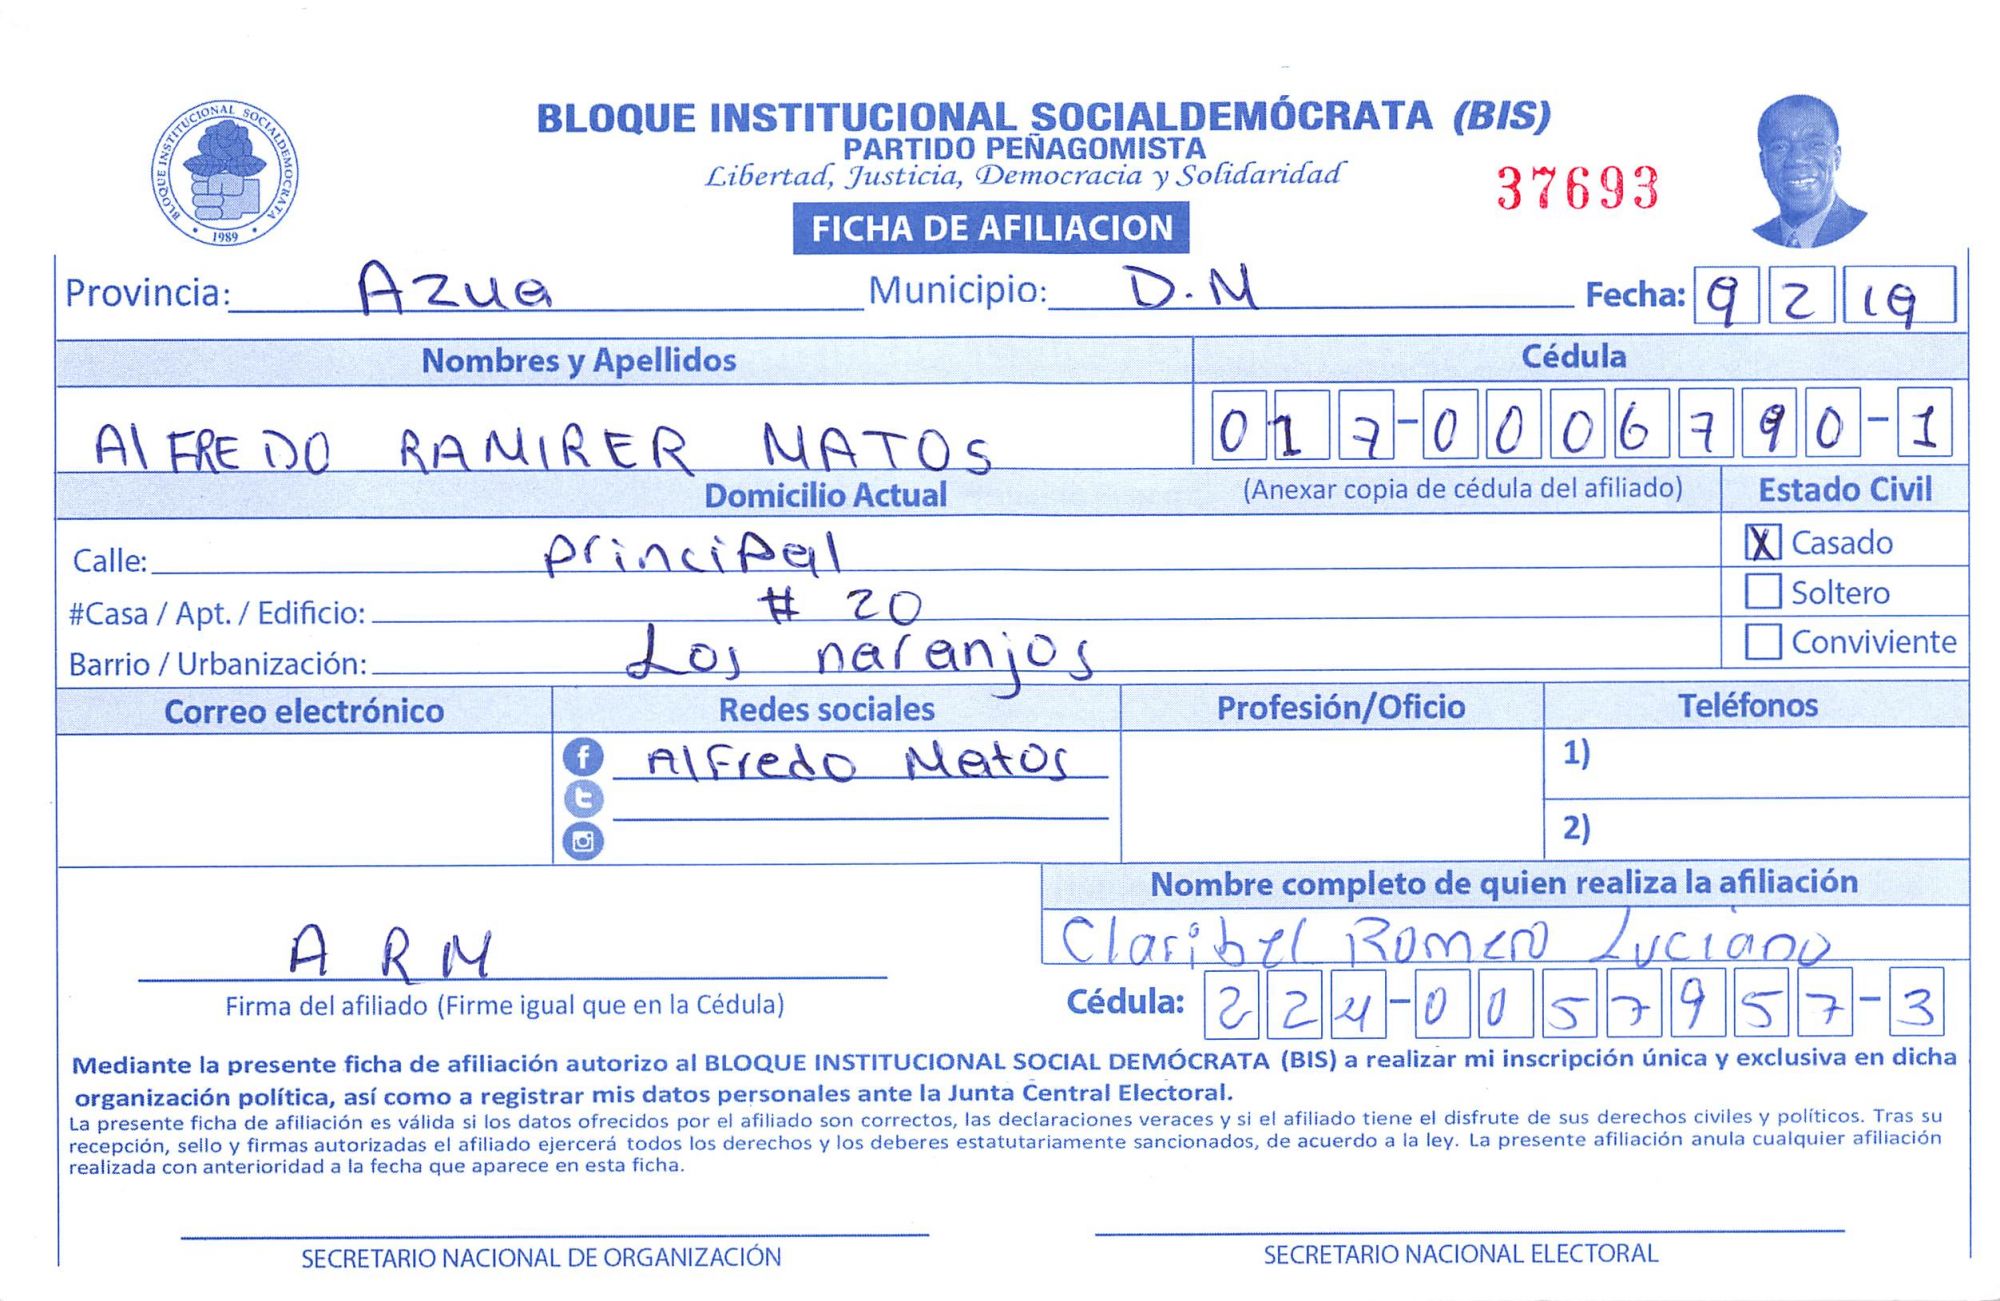 BLOQUE INSTITUCIONAL SOCIALDEMOCRATA
1989
BLOQUE INSTITUCIONAL SOCIALDEMÓCRATA (BIS)
PARTIDO PEÑAGOMISTA
Libertad, Justicia, Democracia y Solidaridad
37693
FICHA DE AFILIACION
Provincia: Azua Municipio: D.M Fecha: 9 2 19
Nombres y Apellidos Cédula
AlFREDO RAMIRER MATOS 017-0006790-1
Domicilio Actual (Anexar copia de cédula del afiliado) Estado Civil
Calle: PrinciPal X Casado
#Casa / Apt. / Edificio: # 20 Soltero
Barrio / Urbanización: Los naranjos Conviviente
Correo electrónico Redes sociales Profesión/Oficio Teléfonos
AlFredo Matos 1)
2)
Nombre completo de quien realiza la afiliación
Claribel Romero Luciano
A R M
Firma del afiliado (Firme igual que en la Cédula) Cédula: 224-0057957-3
Mediante la presente ficha de afiliación autorizo al BLOQUE INSTITUCIONAL SOCIAL DEMÓCRATA (BIS) a realizar mi inscripción única y exclusiva en dicha
organización política, así como a registrar mis datos personales ante la Junta Central Electoral.
La presente ficha de afiliación es válida si los datos ofrecidos por el afiliado son correctos, las declaraciones veraces y si el afiliado tiene el disfrute de sus derechos civiles y políticos. Tras su
recepción, sello y firmas autorizadas el afiliado ejercerá todos los derechos y los deberes estatutariamente sancionados, de acuerdo a la ley. La presente afiliación anula cualquier afiliación
realizada con anterioridad a la fecha que aparece en esta ficha.
SECRETARIO NACIONAL DE ORGANIZACIÓN SECRETARIO NACIONAL ELECTORAL